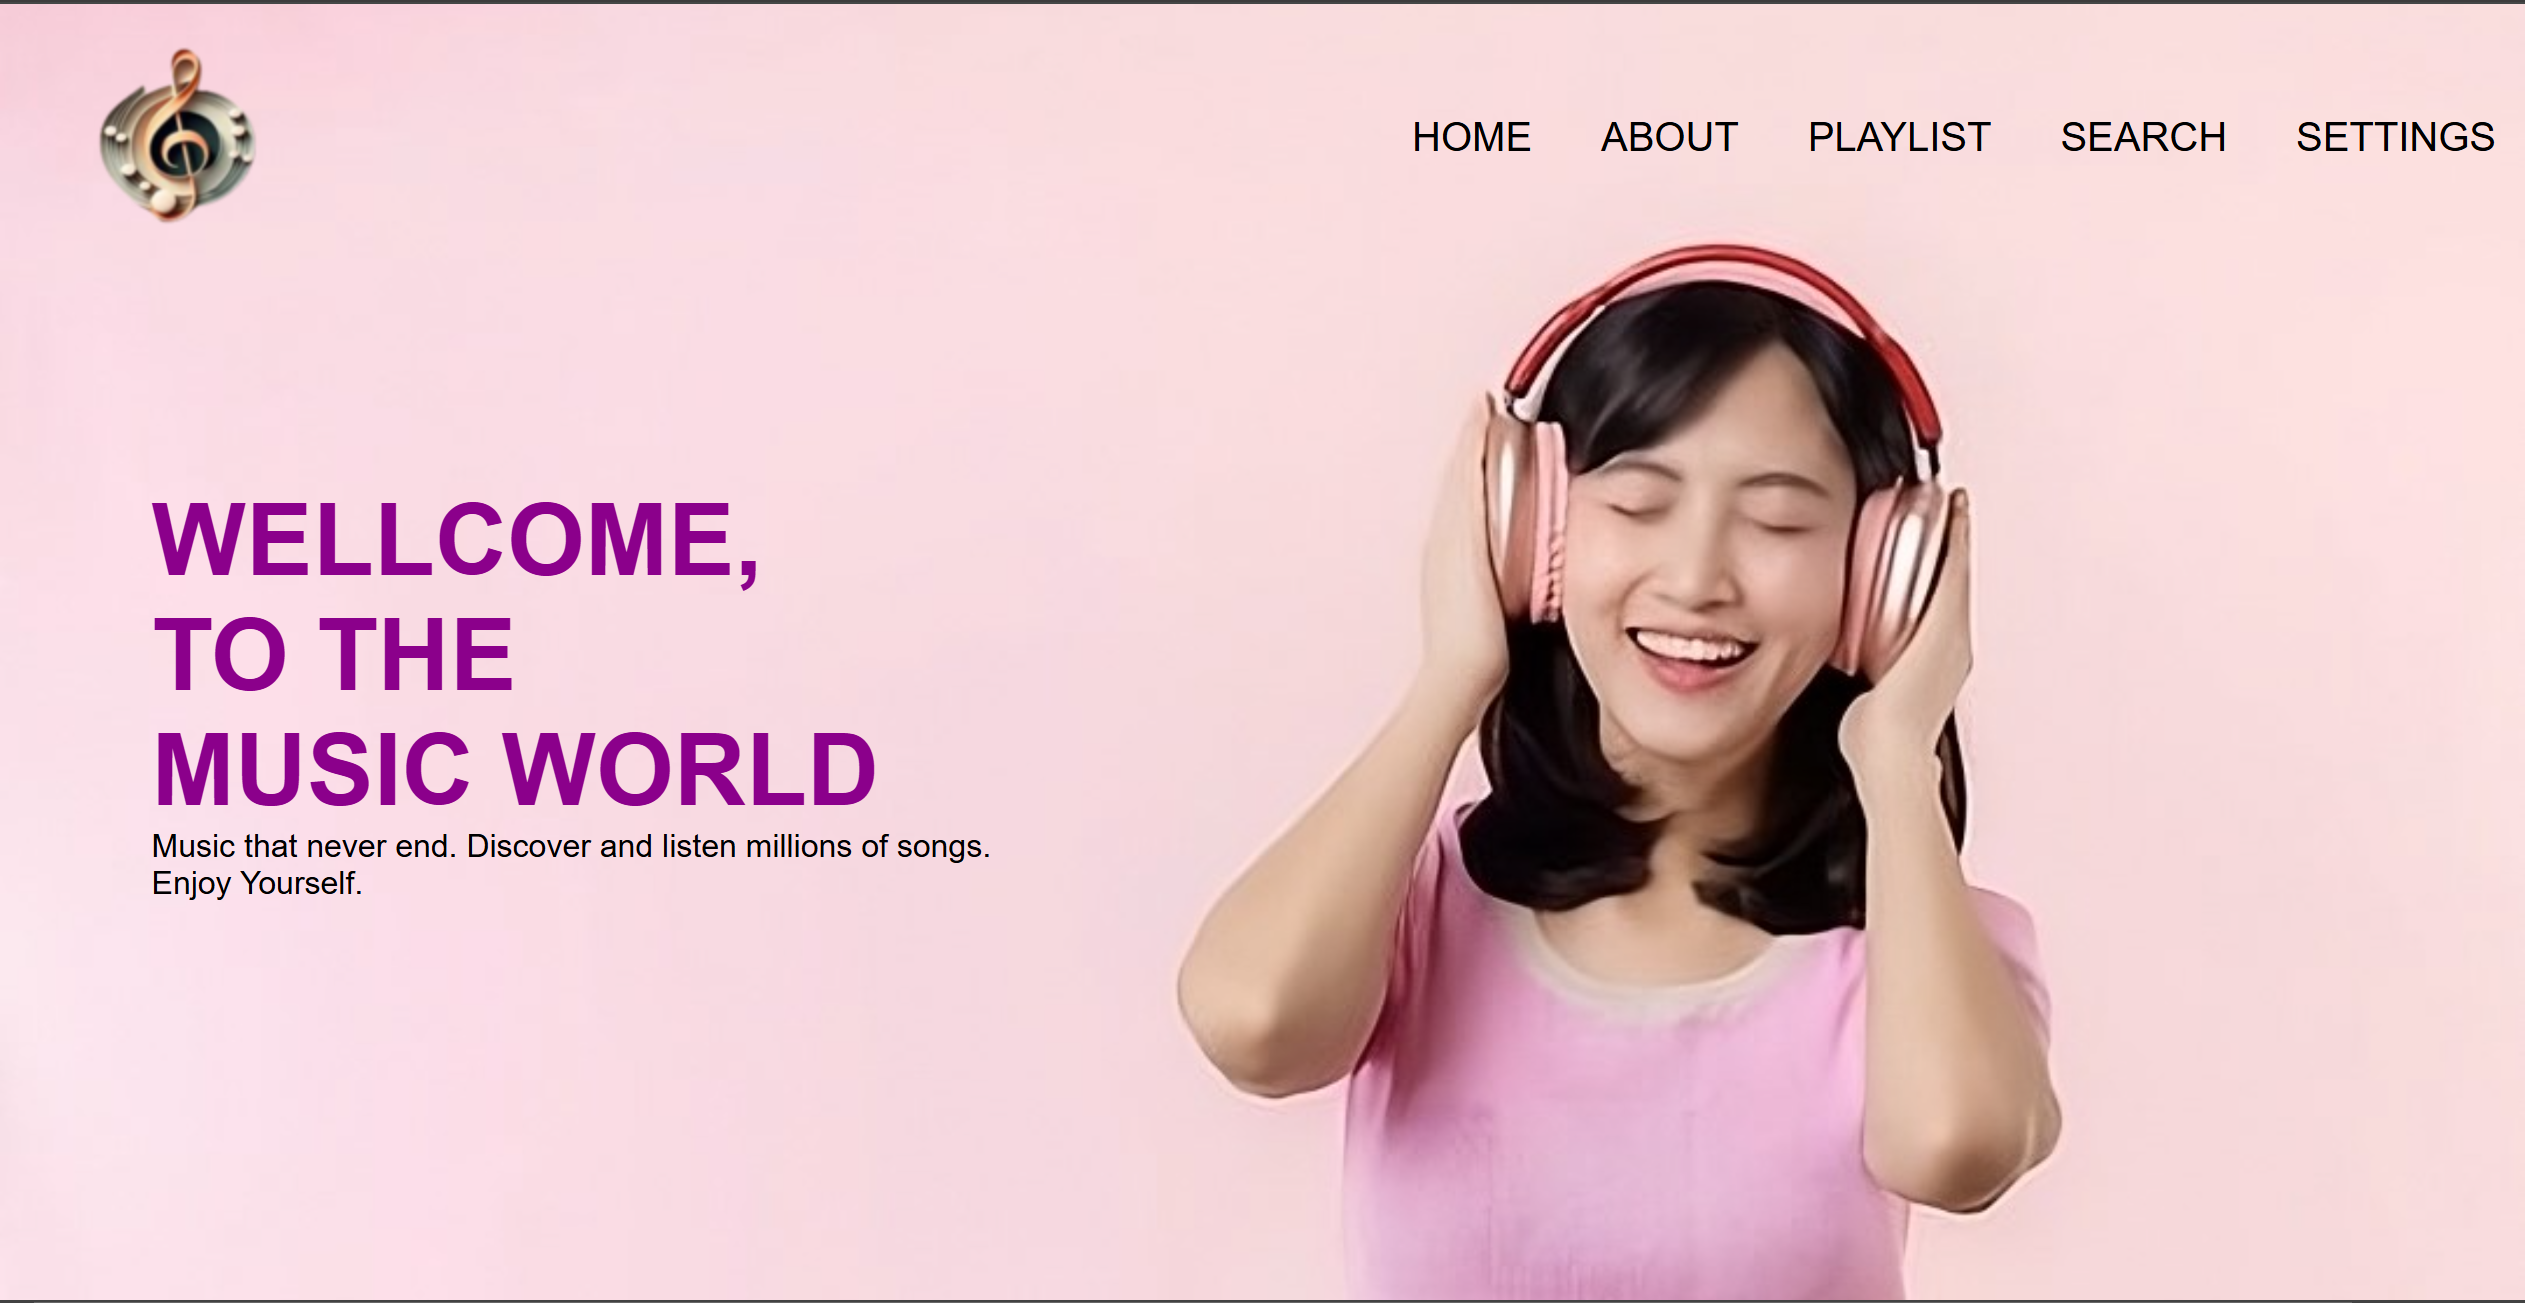 HOME ABOUT PLAYLIST SEARCH SETTINGS
WELLCOME,
TO THE
MUSIC WORLD
Music that never end. Discover and listen millions of songs.
Enjoy Yourself.